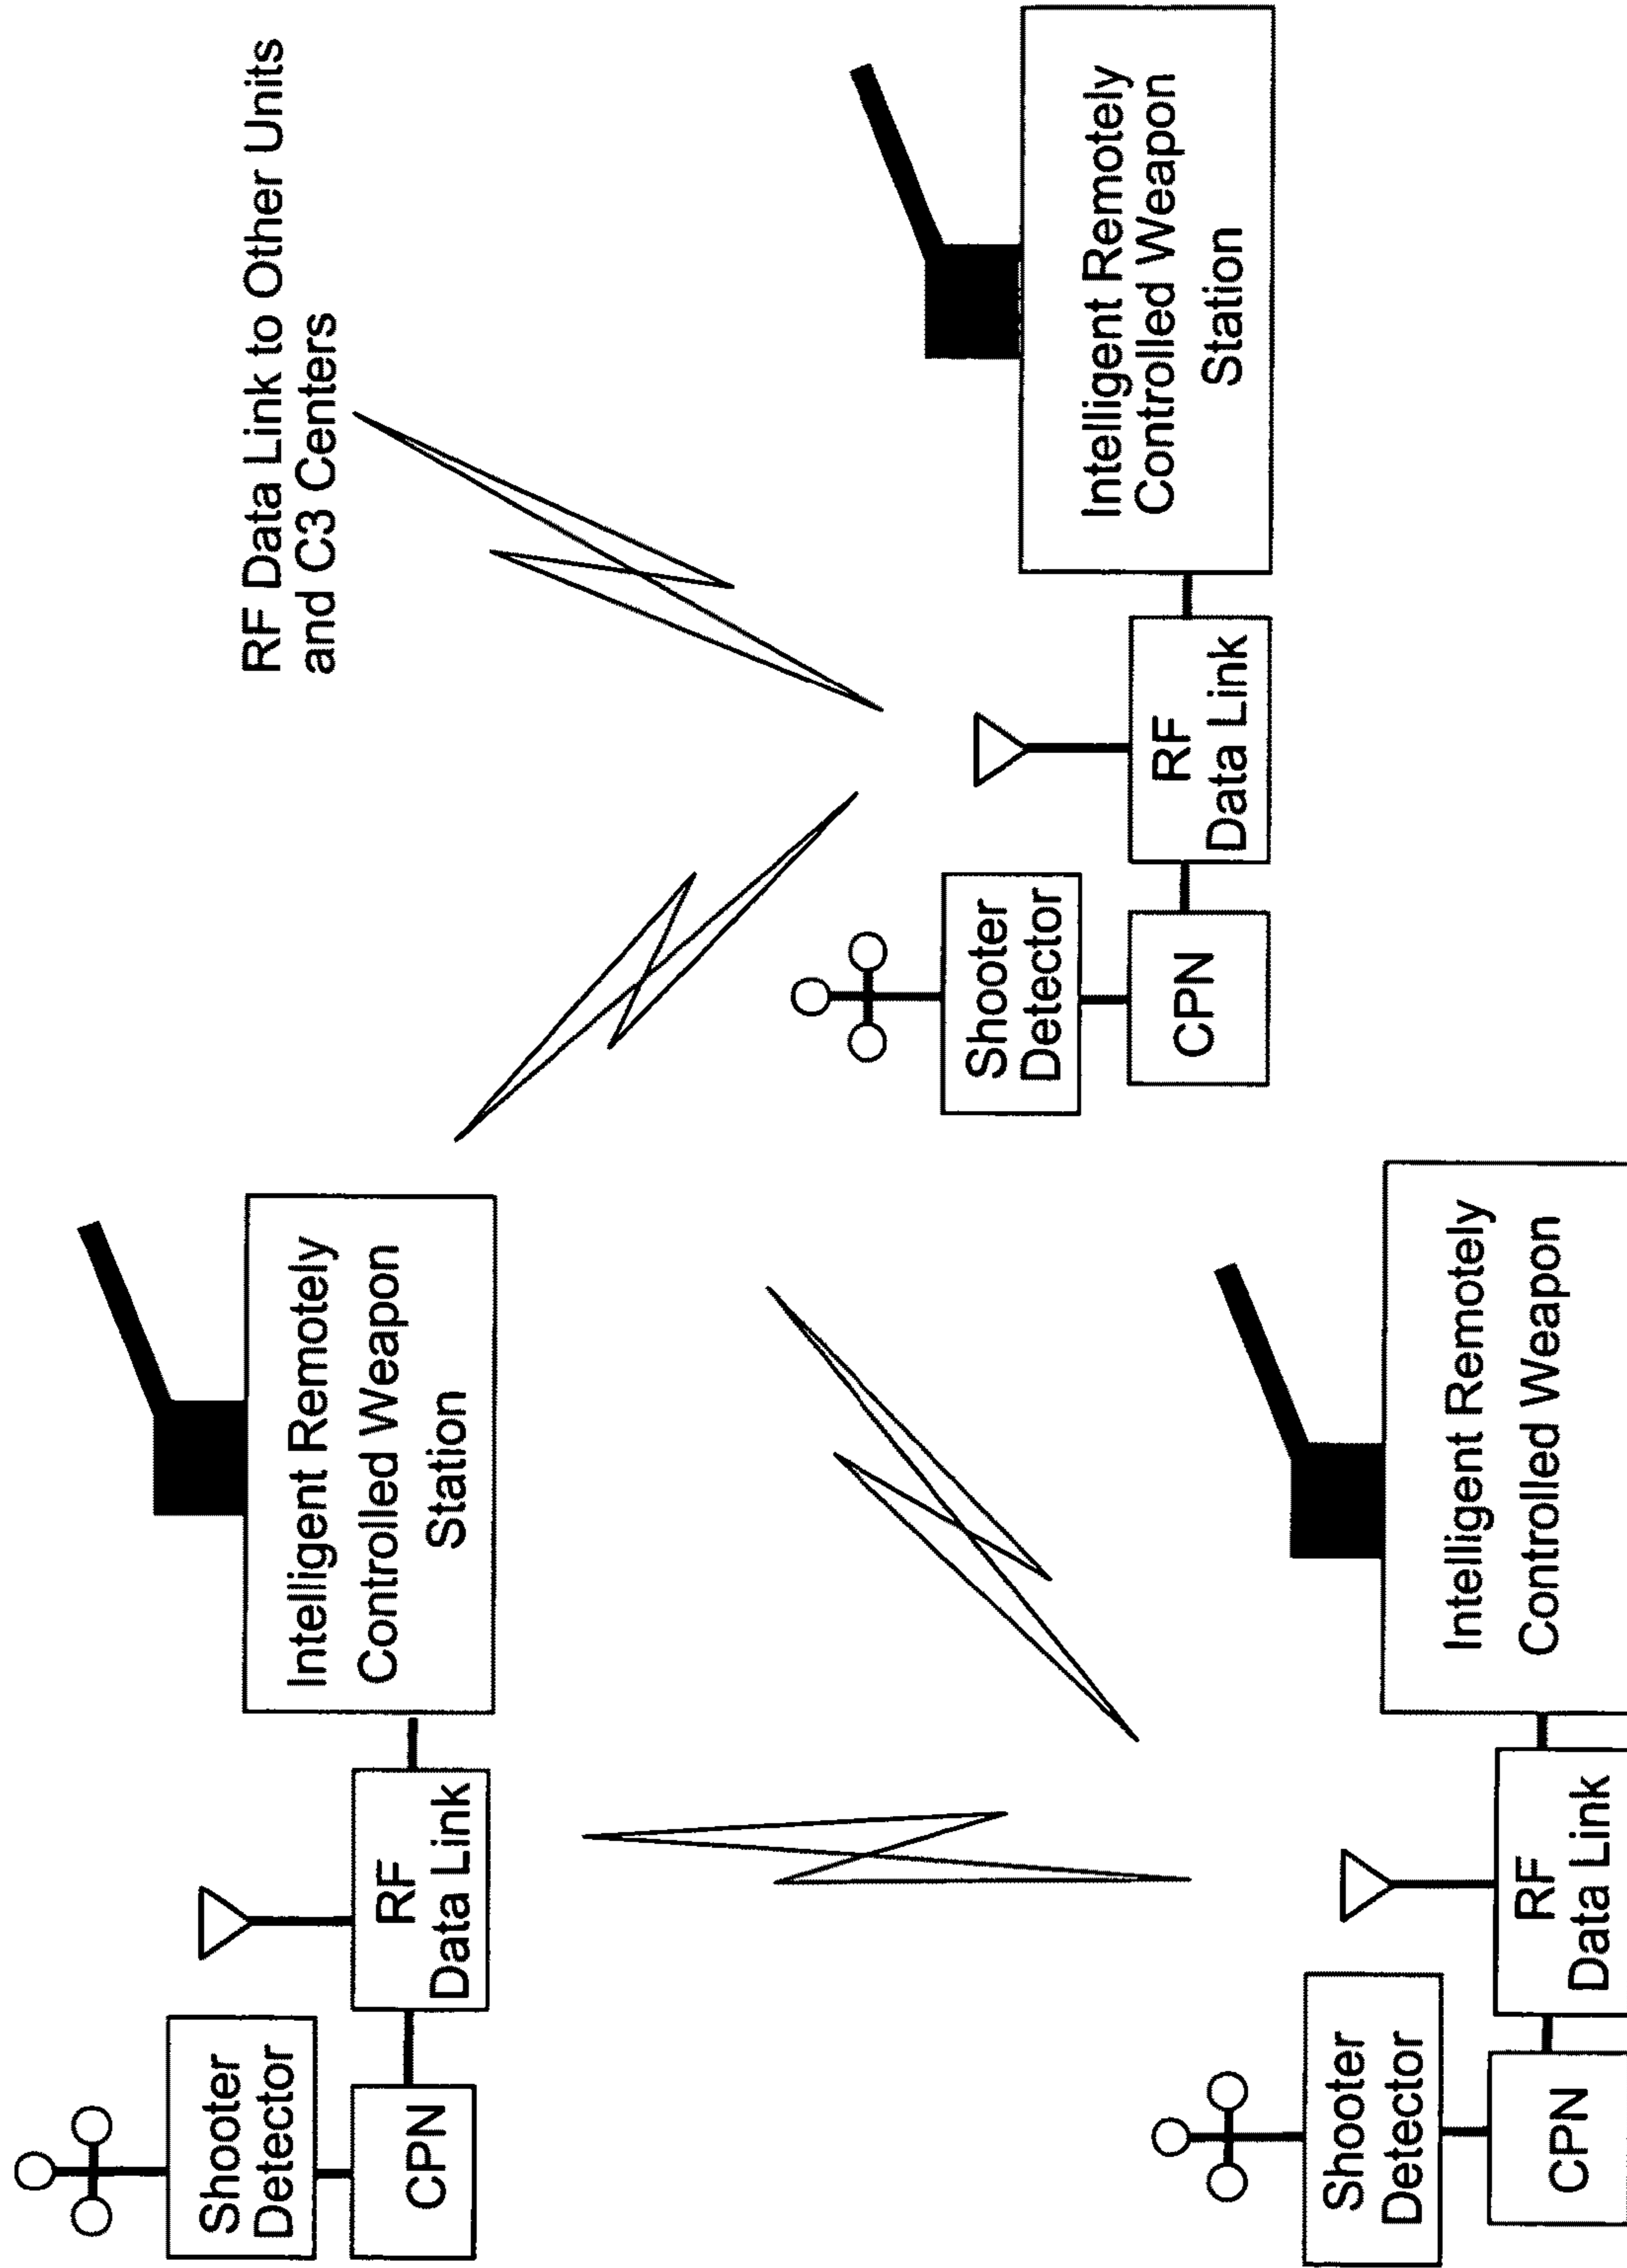 Shooter
Detector
CPN
RF
Data Link
Intelligent Remotely
Controlled Weapon
Station
RF Data Link to Other Units
and C3 Centers
Shooter
Detector
CPN
RF
Data Link
Intelligent Remotely
Controlled Weapon
Station
Shooter
Detector
CPN
RF
Data Link
Intelligent Remotely
Controlled Weapon